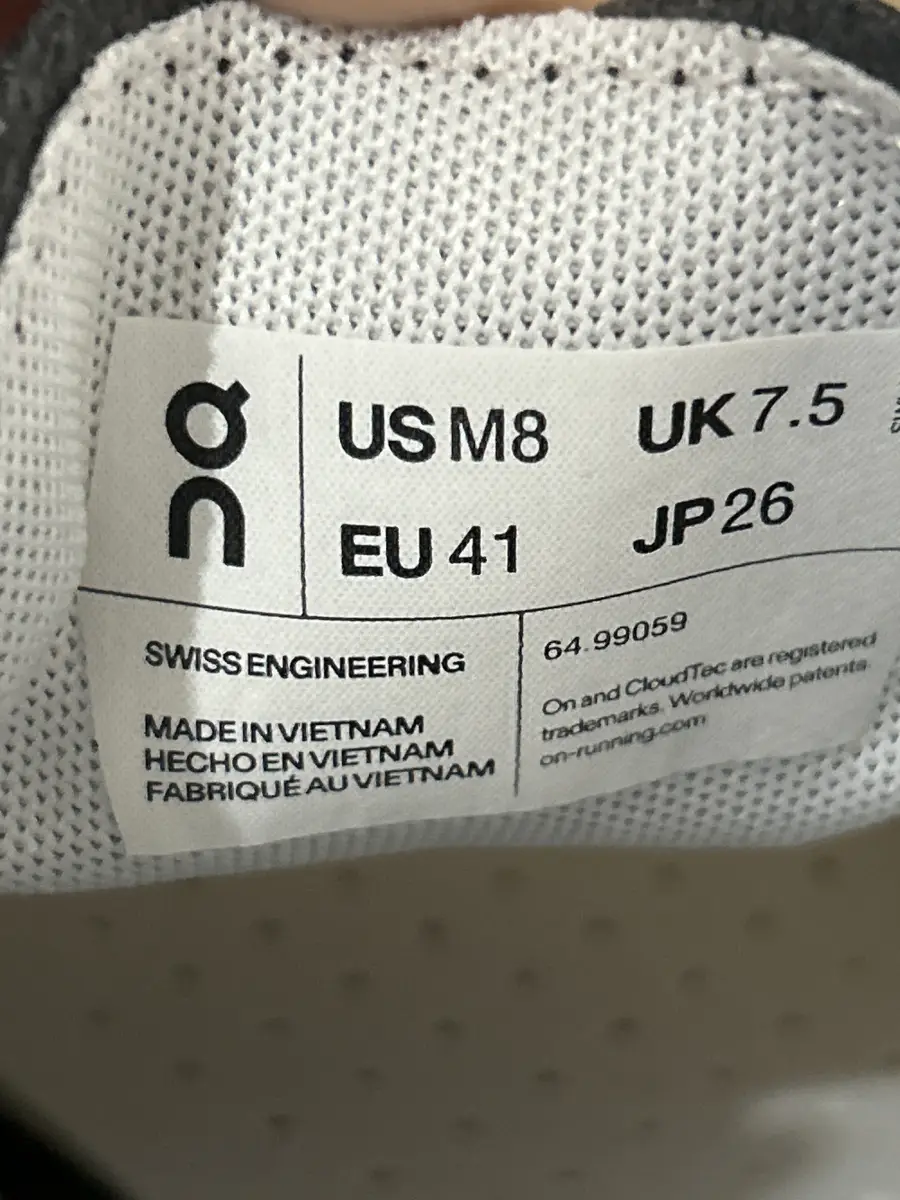 On
US M8 UK 7.5
EU 41 JP 26
SWISS ENGINEERING
MADE IN VIETNAM
HECHO EN VIETNAM
FABRIQUÉ AU VIETNAM
64.99059
On and CloudTec are registered
trademarks. Worldwide patents.
on-running.com